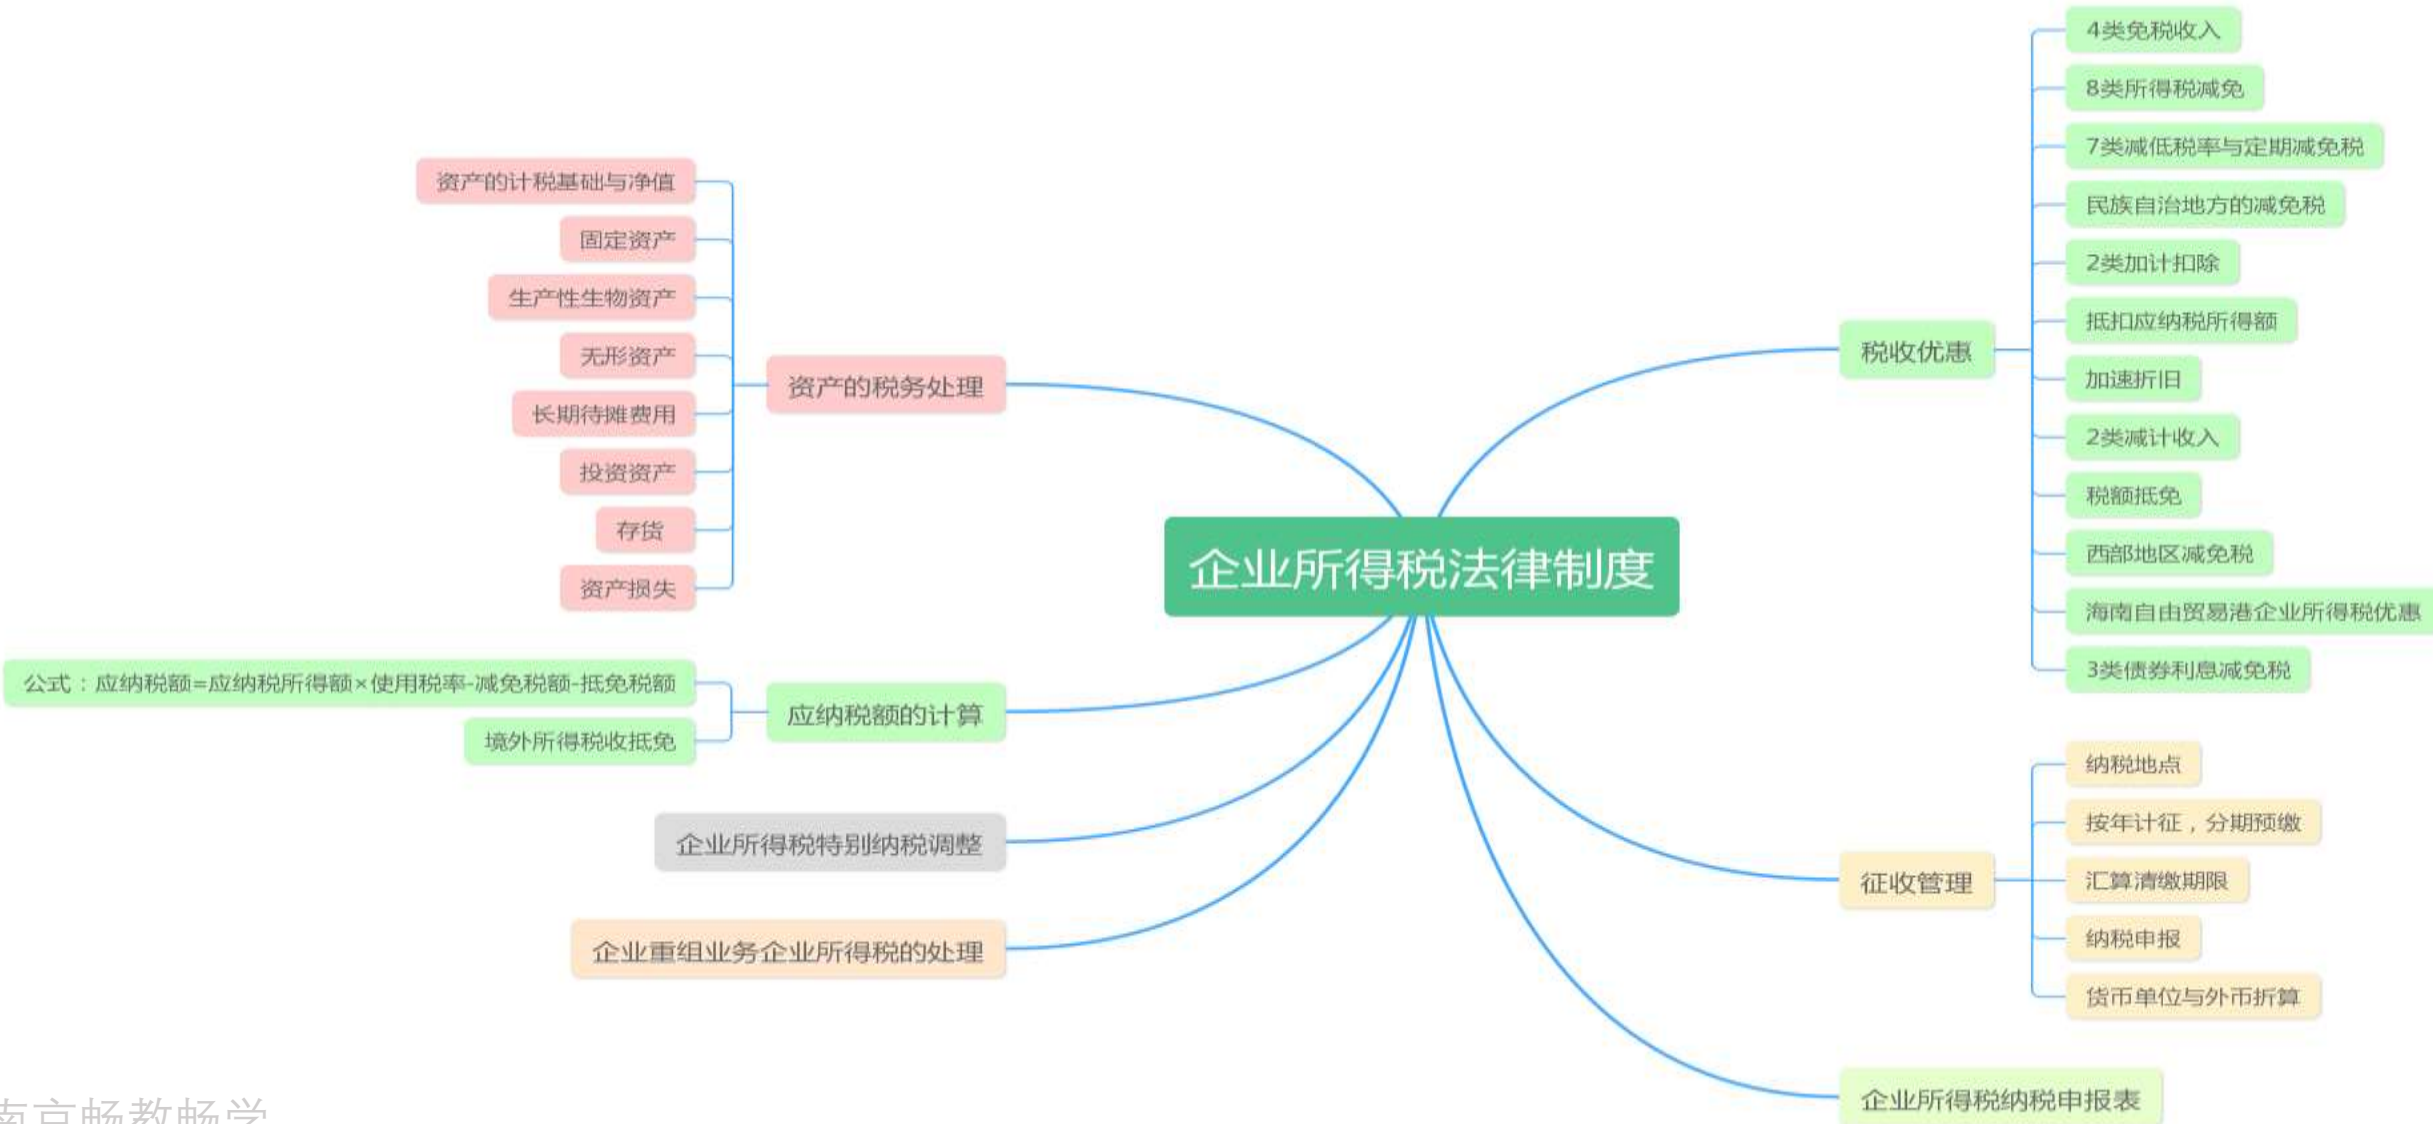 企业所得税法律制度
资产的税务处理
资产的计税基础与净值
固定资产
生产性生物资产
无形资产
长期待摊费用
投资资产
存货
资产损失
应纳税额的计算
公式：应纳税额=应纳税所得额×使用税率-减免税额-抵免税额
境外所得税收抵免
企业所得税特别纳税调整
企业重组业务企业所得税的处理
税收优惠
4类免税收入
8类所得税减免
7类减低税率与定期减免税
民族自治地方的减免税
2类加计扣除
抵扣应纳税所得额
加速折旧
2类减计收入
税额抵免
西部地区减免税
海南自由贸易港企业所得税优惠
3类债券利息减免税
征收管理
纳税地点
按年计征，分期预缴
汇算清缴期限
纳税申报
货币单位与外币折算
企业所得税纳税申报表
南京畅教畅学